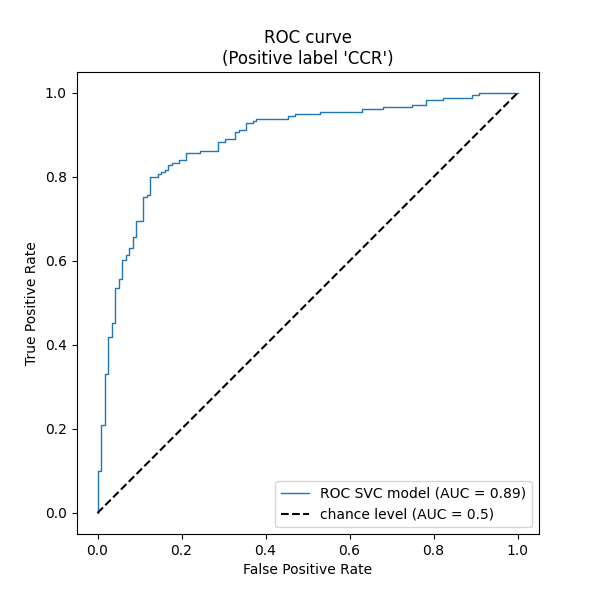 ROC curve
(Positive label 'CCR')
True Positive Rate
1.0
0.8
0.6
0.4
0.2
0.0
ROC SVC model (AUC = 0.89)
chance level (AUC = 0.5)
0.0 0.2 0.4 0.6 0.8 1.0
False Positive Rate